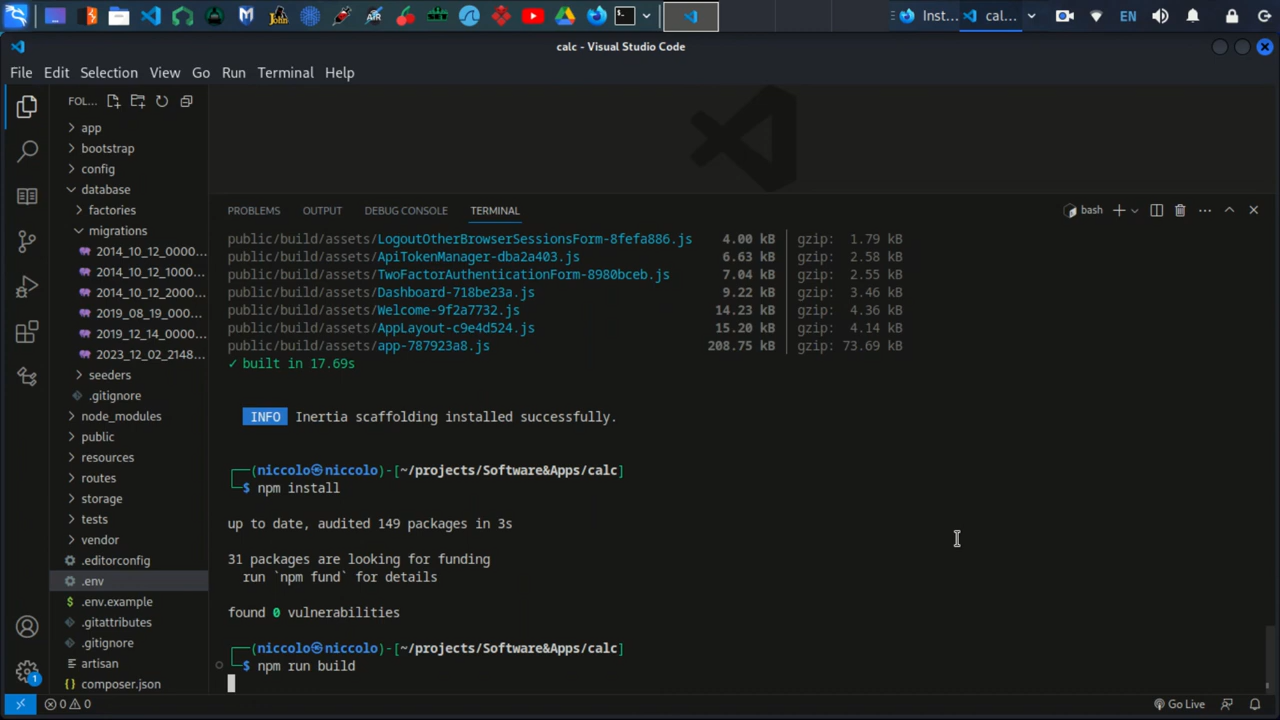 Inst...
cal...
EN
calc - Visual Studio Code
File Edit Selection View Go Run Terminal Help
FOL...
app
bootstrap
config
database
factories
migrations
2014_10_12_0000...
2014_10_12_1000...
2014_10_12_2000...
2019_08_19_000...
2019_12_14_0000...
2023_12_02_2148...
seeders
.gitignore
node_modules
public
resources
routes
storage
tests
vendor
.editorconfig
.env
.env.example
.gitattributes
.gitignore
artisan
composer.json
PROBLEMS OUTPUT DEBUG CONSOLE TERMINAL
bash
public/build/assets/LogoutOtherBrowserSessionsForm-8fefa886.js 4.00 kB │ gzip: 1.79 kB
public/build/assets/ApiTokenManager-dba2a403.js 6.63 kB │ gzip: 2.58 kB
public/build/assets/TwoFactorAuthenticationForm-8980bceb.js 7.04 kB │ gzip: 2.55 kB
public/build/assets/Dashboard-718be23a.js 9.22 kB │ gzip: 3.46 kB
public/build/assets/Welcome-9f2a7732.js 14.23 kB │ gzip: 4.36 kB
public/build/assets/AppLayout-c9e4d524.js 15.20 kB │ gzip: 4.14 kB
public/build/assets/app-787923a8.js 208.75 kB │ gzip: 73.69 kB
✓ built in 17.69s
INFO Inertia scaffolding installed successfully.
┌──(niccolo㉿niccolo)-[~/projects/Software&Apps/calc]
└─$ npm install
up to date, audited 149 packages in 3s
31 packages are looking for funding
run `npm fund` for details
found 0 vulnerabilities
┌──(niccolo㉿niccolo)-[~/projects/Software&Apps/calc]
└─$ npm run build
1
0 0
Go Live